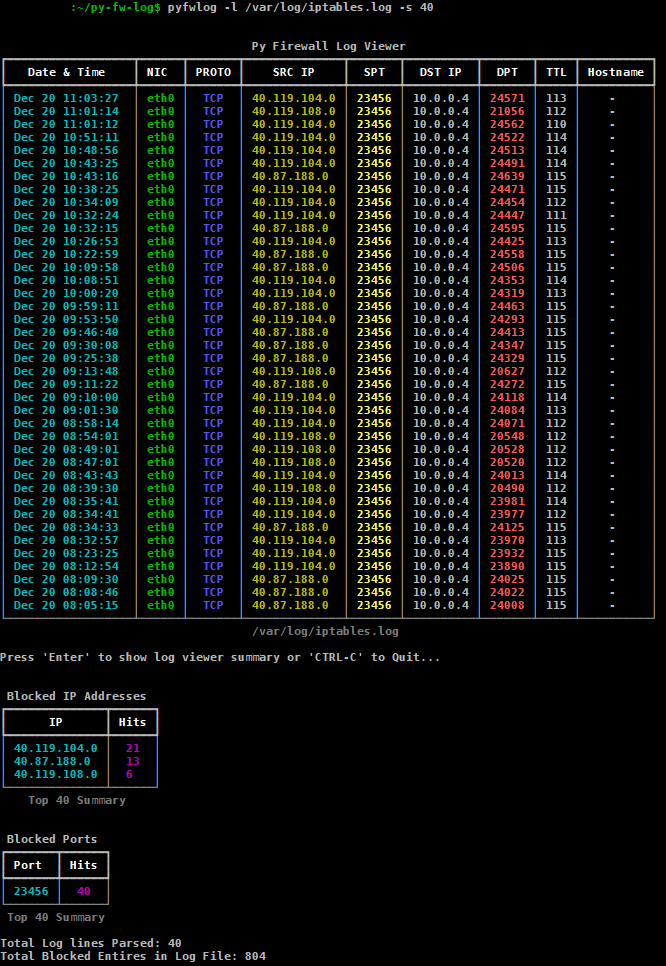 :~/py-fw-log$ pyfwlog -l /var/log/iptables.log -s 40
Py Firewall Log Viewer
Date & Time NIC PROTO SRC IP SPT DST IP DPT TTL Hostname
Dec 20 11:03:27 eth0 TCP 40.119.104.0 23456 10.0.0.4 24571 113 -
Dec 20 11:01:14 eth0 TCP 40.119.108.0 23456 10.0.0.4 21056 112 -
Dec 20 11:01:12 eth0 TCP 40.119.104.0 23456 10.0.0.4 24562 110 -
Dec 20 10:51:11 eth0 TCP 40.119.104.0 23456 10.0.0.4 24522 114 -
Dec 20 10:48:56 eth0 TCP 40.119.104.0 23456 10.0.0.4 24513 114 -
Dec 20 10:43:25 eth0 TCP 40.119.104.0 23456 10.0.0.4 24491 114 -
Dec 20 10:43:16 eth0 TCP 40.87.188.0 23456 10.0.0.4 24639 115 -
Dec 20 10:38:25 eth0 TCP 40.119.104.0 23456 10.0.0.4 24471 115 -
Dec 20 10:34:09 eth0 TCP 40.119.104.0 23456 10.0.0.4 24454 112 -
Dec 20 10:32:24 eth0 TCP 40.119.104.0 23456 10.0.0.4 24447 111 -
Dec 20 10:32:15 eth0 TCP 40.87.188.0 23456 10.0.0.4 24595 115 -
Dec 20 10:26:53 eth0 TCP 40.119.104.0 23456 10.0.0.4 24425 113 -
Dec 20 10:22:59 eth0 TCP 40.87.188.0 23456 10.0.0.4 24558 115 -
Dec 20 10:09:58 eth0 TCP 40.87.188.0 23456 10.0.0.4 24506 115 -
Dec 20 10:08:51 eth0 TCP 40.119.104.0 23456 10.0.0.4 24353 114 -
Dec 20 10:00:20 eth0 TCP 40.119.104.0 23456 10.0.0.4 24319 113 -
Dec 20 09:59:11 eth0 TCP 40.87.188.0 23456 10.0.0.4 24463 115 -
Dec 20 09:53:50 eth0 TCP 40.119.104.0 23456 10.0.0.4 24293 115 -
Dec 20 09:46:40 eth0 TCP 40.87.188.0 23456 10.0.0.4 24413 115 -
Dec 20 09:30:08 eth0 TCP 40.87.188.0 23456 10.0.0.4 24347 115 -
Dec 20 09:25:38 eth0 TCP 40.87.188.0 23456 10.0.0.4 24329 115 -
Dec 20 09:13:48 eth0 TCP 40.119.108.0 23456 10.0.0.4 20627 112 -
Dec 20 09:11:22 eth0 TCP 40.87.188.0 23456 10.0.0.4 24272 115 -
Dec 20 09:10:00 eth0 TCP 40.119.104.0 23456 10.0.0.4 24118 114 -
Dec 20 09:01:30 eth0 TCP 40.119.104.0 23456 10.0.0.4 24084 113 -
Dec 20 08:58:14 eth0 TCP 40.119.104.0 23456 10.0.0.4 24071 112 -
Dec 20 08:54:01 eth0 TCP 40.119.108.0 23456 10.0.0.4 20548 112 -
Dec 20 08:49:01 eth0 TCP 40.119.108.0 23456 10.0.0.4 20528 112 -
Dec 20 08:47:01 eth0 TCP 40.119.108.0 23456 10.0.0.4 20520 112 -
Dec 20 08:43:43 eth0 TCP 40.119.104.0 23456 10.0.0.4 24013 114 -
Dec 20 08:39:30 eth0 TCP 40.119.108.0 23456 10.0.0.4 20490 112 -
Dec 20 08:35:41 eth0 TCP 40.119.104.0 23456 10.0.0.4 23981 114 -
Dec 20 08:34:41 eth0 TCP 40.119.104.0 23456 10.0.0.4 23977 112 -
Dec 20 08:34:33 eth0 TCP 40.87.188.0 23456 10.0.0.4 24125 115 -
Dec 20 08:32:57 eth0 TCP 40.119.104.0 23456 10.0.0.4 23970 113 -
Dec 20 08:23:25 eth0 TCP 40.119.104.0 23456 10.0.0.4 23932 115 -
Dec 20 08:12:54 eth0 TCP 40.119.104.0 23456 10.0.0.4 23890 115 -
Dec 20 08:09:30 eth0 TCP 40.87.188.0 23456 10.0.0.4 24025 115 -
Dec 20 08:08:46 eth0 TCP 40.87.188.0 23456 10.0.0.4 24022 115 -
Dec 20 08:05:15 eth0 TCP 40.87.188.0 23456 10.0.0.4 24008 115 -
/var/log/iptables.log
Press 'Enter' to show log viewer summary or 'CTRL-C' to Quit...
Blocked IP Addresses
IP Hits
40.119.104.0 21
40.87.188.0 13
40.119.108.0 6
Top 40 Summary
Blocked Ports
Port Hits
23456 40
Top 40 Summary
Total Log lines Parsed: 40
Total Blocked Entires in Log File: 804